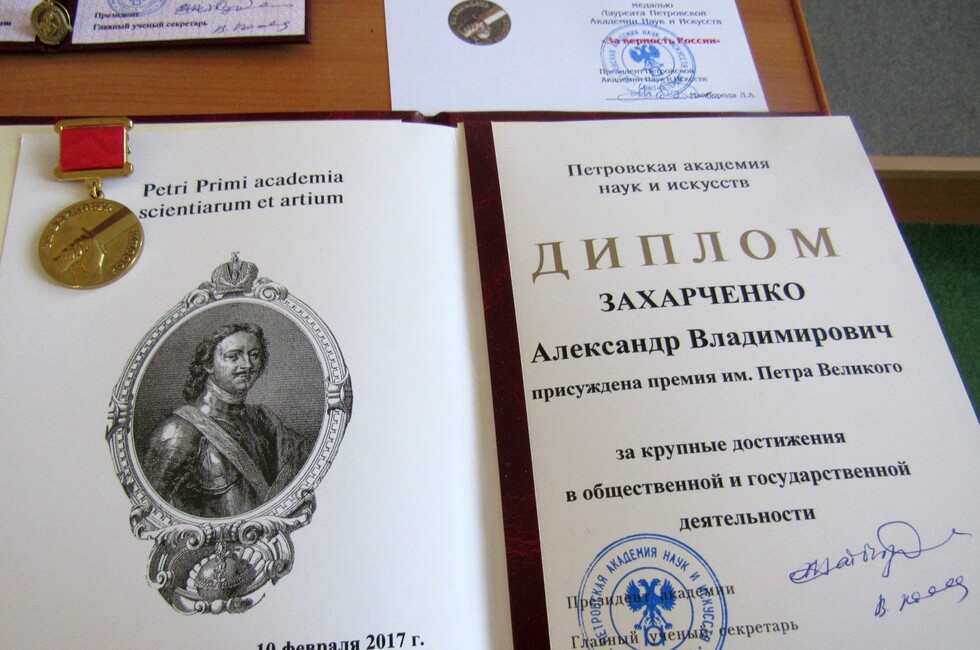 Президент
Главный ученый секретарь
медалью
Лауреата Петровской
Академии Наук и Искусств
«За верность России»
Президент Петровской
Академии Наук и Искусств
Майборода Л.А.
Petri Primi academia
scientiarum et artium
10 февраля 2017 г.
Петровская академия
наук и искусств
ДИПЛОМ
ЗАХАРЧЕНКО
Александр Владимирович
присуждена премия им. Петра Великого
за крупные достижения
в общественной и государственной
деятельности
ПЕТРОВСКАЯ АКАДЕМИЯ НАУК И ИСКУССТВ
Президент академии
Главный ученый секретарь